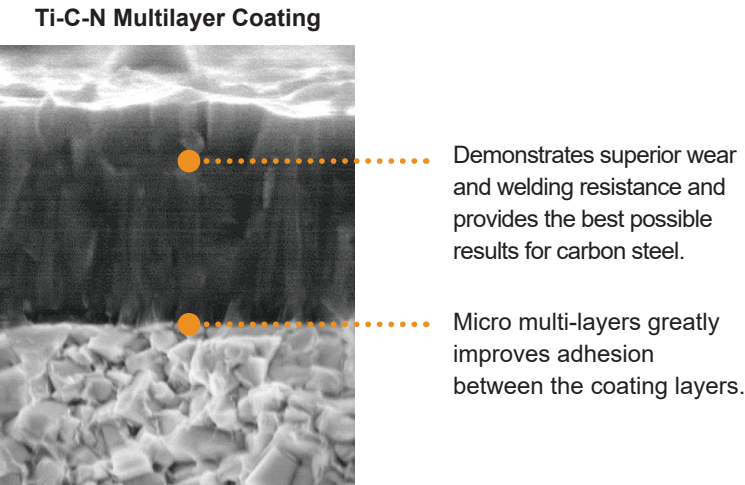 Ti-C-N Multilayer Coating
Demonstrates superior wear
and welding resistance and
provides the best possible
results for carbon steel.
Micro multi-layers greatly
improves adhesion
between the coating layers.